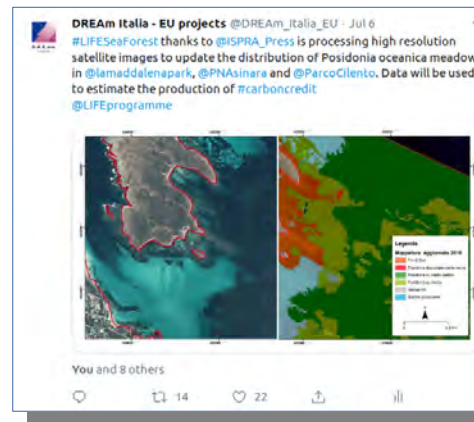 DREAm Italia - EU projects @DREAm_Italia_EU · Jul 6
#LIFESeaForest thanks to @ISPRA_Press is processing high resolution
satellite images to update the distribution of Posidonia oceanica meadow
in @lamaddalenapark, @PNAsinara and @ParcoCilento. Data will be used
to estimate the production of #carboncredit
@LIFEprogramme
Legenda
You and 8 others
14
22